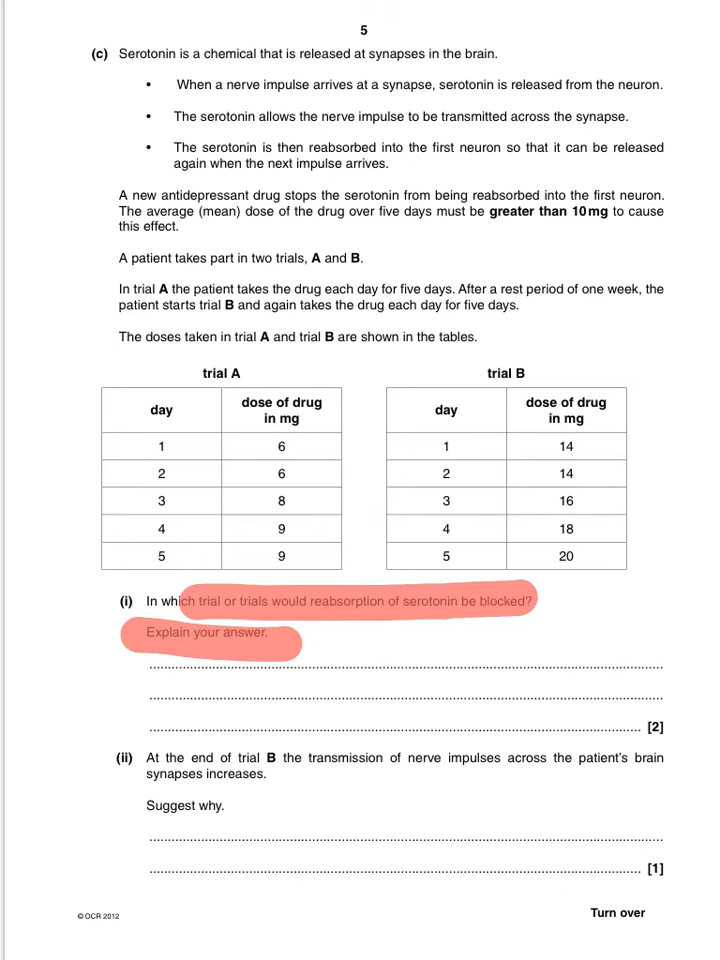 5
(c) Serotonin is a chemical that is released at synapses in the brain.
• When a nerve impulse arrives at a synapse, serotonin is released from the neuron.
• The serotonin allows the nerve impulse to be transmitted across the synapse.
• The serotonin is then reabsorbed into the first neuron so that it can be released
again when the next impulse arrives.
A new antidepressant drug stops the serotonin from being reabsorbed into the first neuron.
The average (mean) dose of the drug over five days must be greater than 10 mg to cause
this effect.
A patient takes part in two trials, A and B.
In trial A the patient takes the drug each day for five days. After a rest period of one week, the
patient starts trial B and again takes the drug each day for five days.
The doses taken in trial A and trial B are shown in the tables.
trial A
day dose of drug
in mg
1 6
2 6
3 8
4 9
5 9
trial B
day dose of drug
in mg
1 14
2 14
3 16
4 18
5 20
(i) In which trial or trials would reabsorption of serotonin be blocked?
Explain your answer.
..........................................................................................
..........................................................................................
.......................................................................................... [2]
(ii) At the end of trial B the transmission of nerve impulses across the patient's brain
synapses increases.
Suggest why.
..........................................................................................
.......................................................................................... [1]
© OCR 2012
Turn over